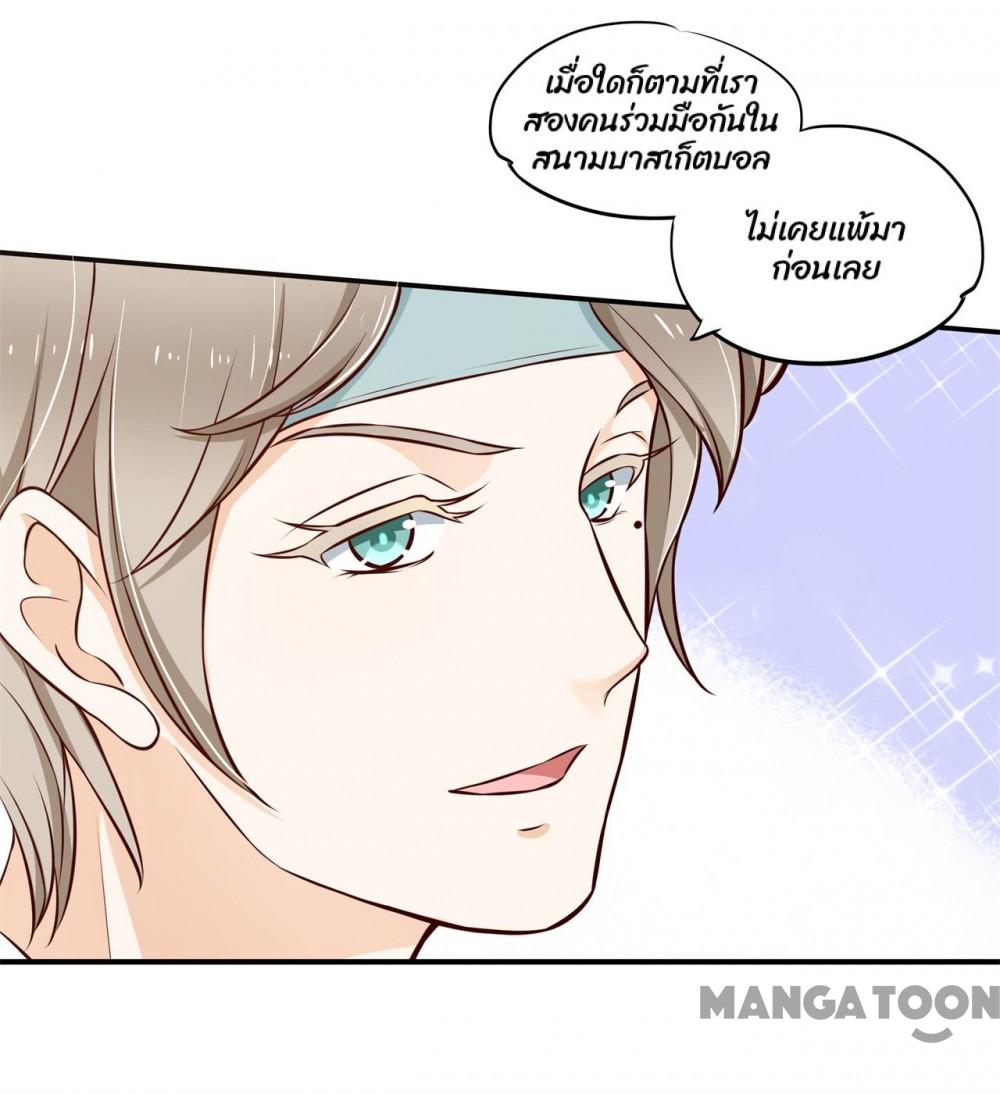 เมื่อใดก็ตามที่เรา
สองคนร่วมมือกันใน
สนามบาสเก็ตบอล
ไม่เคยแพ้มา
ก่อนเลย
MANGATOON